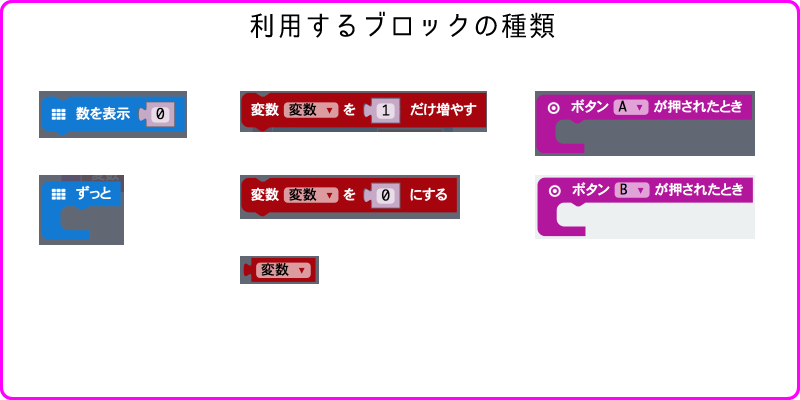 利用するブロックの種類
数を表示 0
変数 変数 ▼ を 1 だけ増やす
ボタン A ▼ が押されたとき
ずっと
変数 変数 ▼ を 0 にする
ボタン B ▼ が押されたとき
変数 ▼